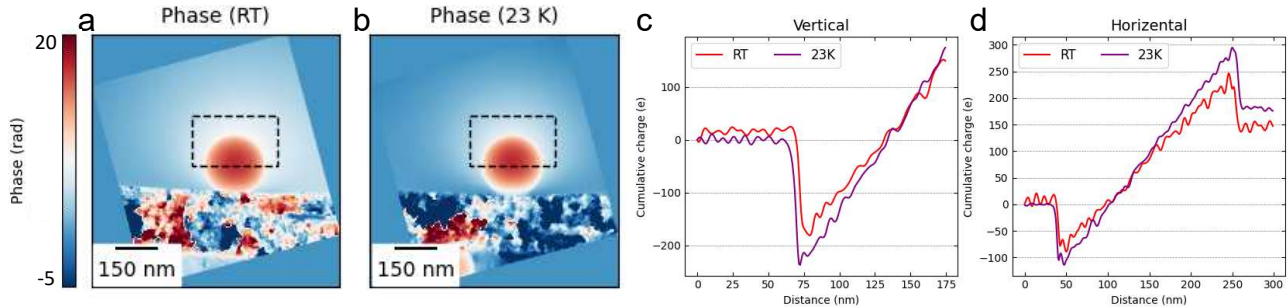 a
Phase (RT)
b
Phase (23 K)
20
-5
Phase (rad)
150 nm
150 nm
c
Vertical
RT
23K
100
0
−100
−200
Cumulative charge (e)
0
25
50
75
100
125
150
175
Distance (nm)
d
Horizental
RT
23K
300
250
200
150
100
50
0
−50
−100
Cumulative charge (e)
0
50
100
150
200
250
300
Distance (nm)